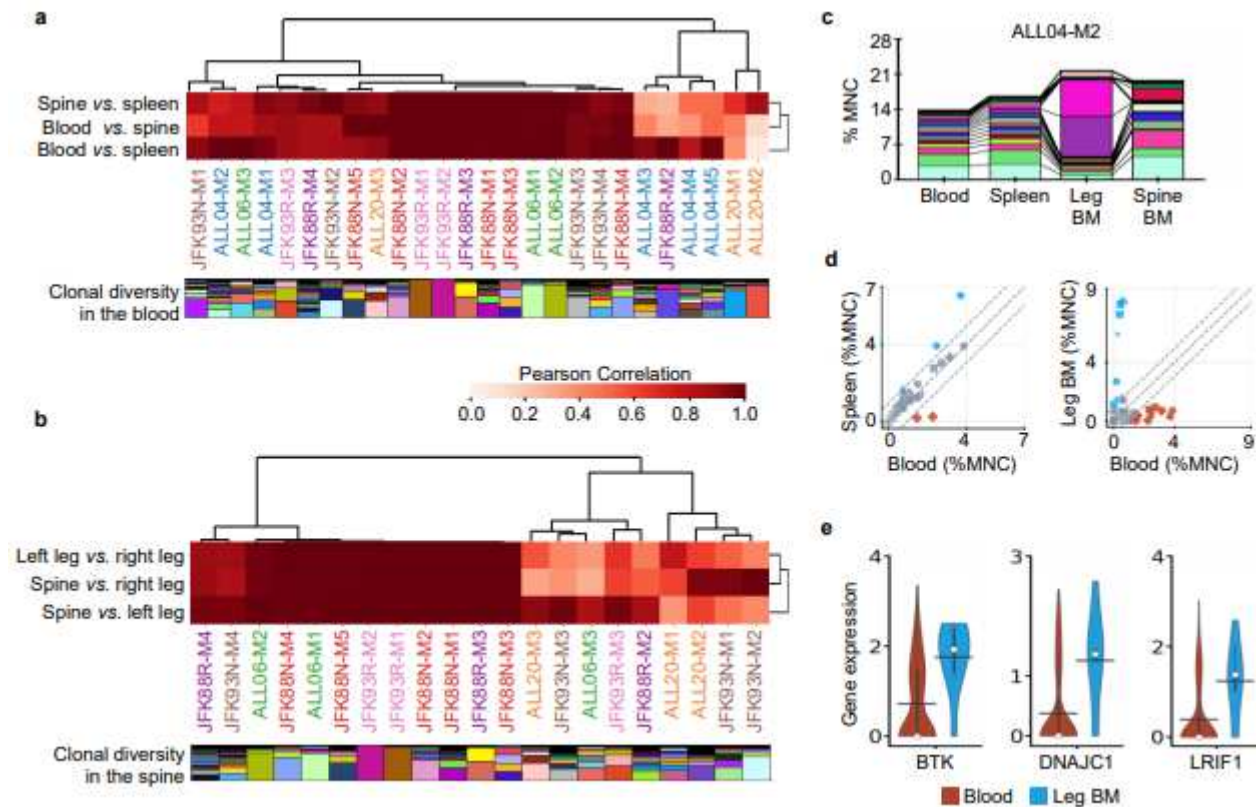 a
Spine vs. spleen
Blood vs. spine
Blood vs. spleen
JFK93N-M1
ALL04-M2
ALL06-M3
ALL04-M1
JFK93R-M3
JFK88R-M4
JFK93N-M2
JFK88N-M5
ALL20-M3
JFK88N-M2
JFK93R-M1
JFK93R-M2
JFK88R-M3
JFK88N-M1
JFK88N-M3
ALL06-M1
ALL06-M2
JFK93N-M3
JFK93N-M4
JFK88N-M4
ALL04-M3
JFK88R-M2
ALL04-M4
ALL04-M5
ALL20-M1
ALL20-M2
Clonal diversity
in the blood
Pearson Correlation
0.0 0.2 0.4 0.6 0.8 1.0
b
Left leg vs. right leg
Spine vs. right leg
Spine vs. left leg
JFK88R-M4
JFK93N-M4
ALL06-M2
JFK88N-M4
ALL06-M1
JFK88N-M5
JFK93R-M2
JFK93R-M1
JFK88N-M2
JFK88N-M1
JFK88R-M3
JFK88N-M3
ALL20-M3
JFK93N-M3
ALL06-M3
JFK93R-M3
JFK88R-M2
ALL20-M1
ALL20-M2
JFK93N-M1
JFK93N-M2
Clonal diversity
in the spine
c
ALL04-M2
% MNC
28
21
14
7
0
Blood Spleen Leg BM Spine BM
d
Spleen (%MNC)
7
4
0
0 4 7
Blood (%MNC)
Leg BM (%MNC)
9
4
0
0 4 9
Blood (%MNC)
e
Gene expression
4
2
0
BTK
3
1
0
DNAJC1
4
2
0
LRIF1
Blood Leg BM